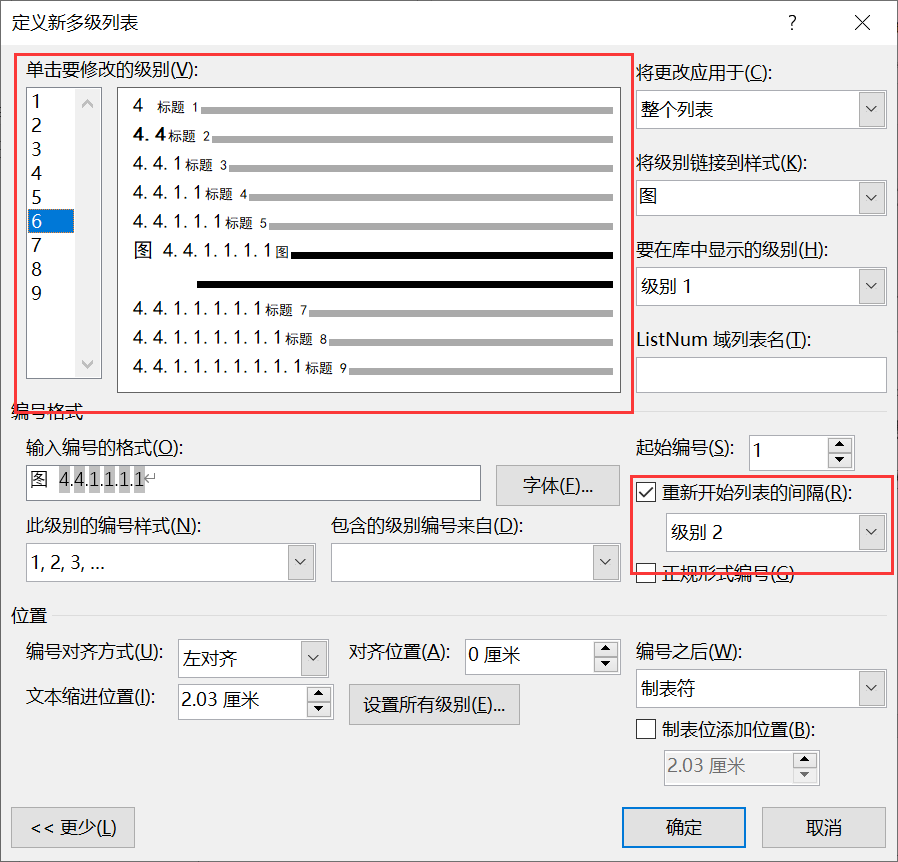 定义新多级列表 ?
单击要修改的级别(V):
1
2
3
4
5
6
7
8
9
4 标题 1
4.4标题 2
4.4.1标题 3
4.4.1.1标题 4
4.4.1.1.1标题 5
图 4.4.1.1.1.1图
4.4.1.1.1.1.1标题 7
4.4.1.1.1.1.1.1标题 8
4.4.1.1.1.1.1.1.1标题 9
将更改应用于(C):
整个列表
将级别链接到样式(K):
图
要在库中显示的级别(H):
级别 1
ListNum 域列表名(T):
编号格式
输入编号的格式(O):
图 4.4.1.1.1.1↵
字体(F)...
起始编号(S): 1
重新开始列表的间隔(R):
级别 2
正规形式编号(G)
此级别的编号样式(N):
1, 2, 3, ...
包含的级别编号来自(D):
位置
编号对齐方式(U): 左对齐
对齐位置(A): 0 厘米
文本缩进位置(I): 2.03 厘米
设置所有级别(E)...
编号之后(W):
制表符
制表位添加位置(B):
2.03 厘米
<< 更少(L)
确定
取消